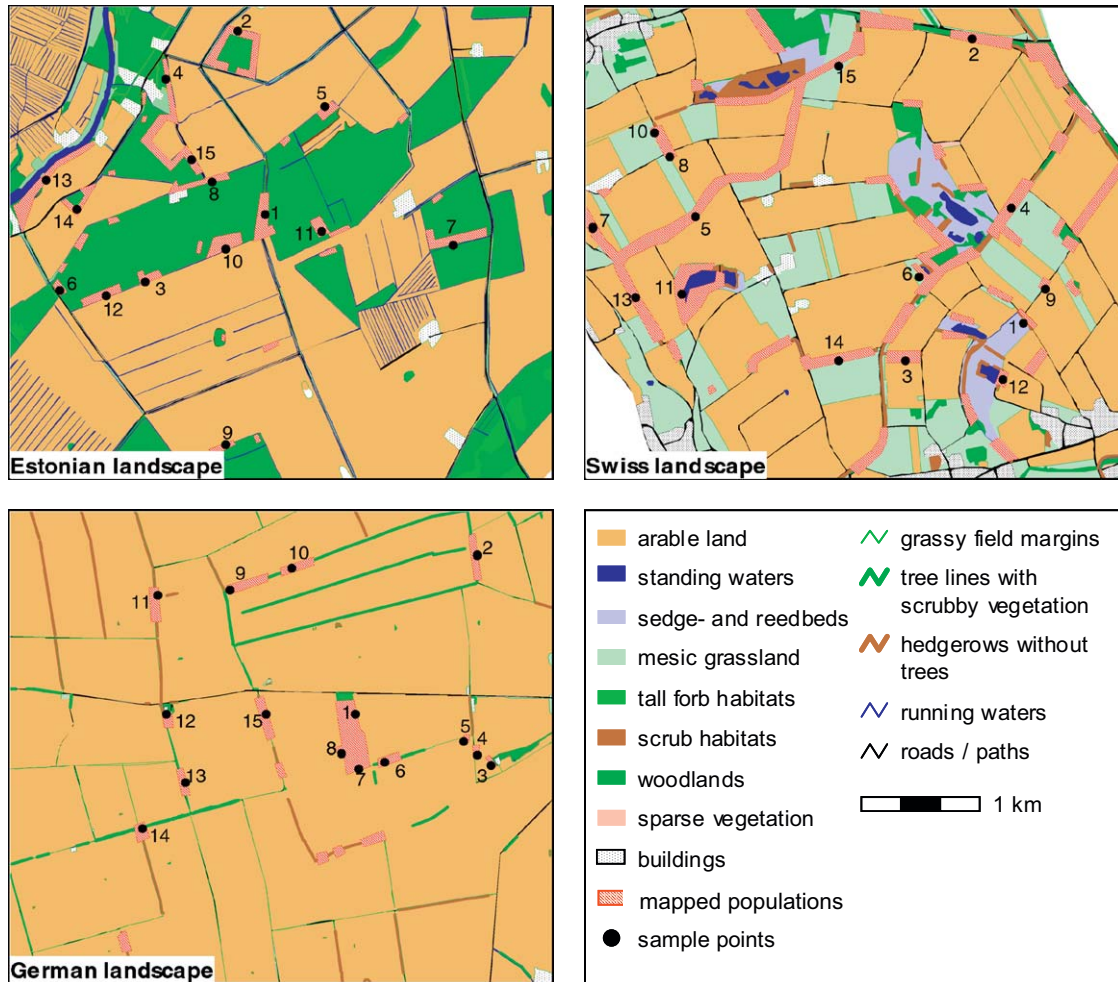 2
4
5
15
8
13
14
1
7
11
10
6
3
12
9
Estonian landscape
2
15
10
8
4
5
7
6
9
11
13
1
14
3
12
Swiss landscape
2
10
9
11
12
15
1
5
4
8
6
3
7
13
14
German landscape
arable land
standing waters
sedge- and reedbeds
mesic grassland
tall forb habitats
scrub habitats
woodlands
sparse vegetation
buildings
mapped populations
sample points
grassy field margins
tree lines with
scrubby vegetation
hedgerows without
trees
running waters
roads / paths
1 km